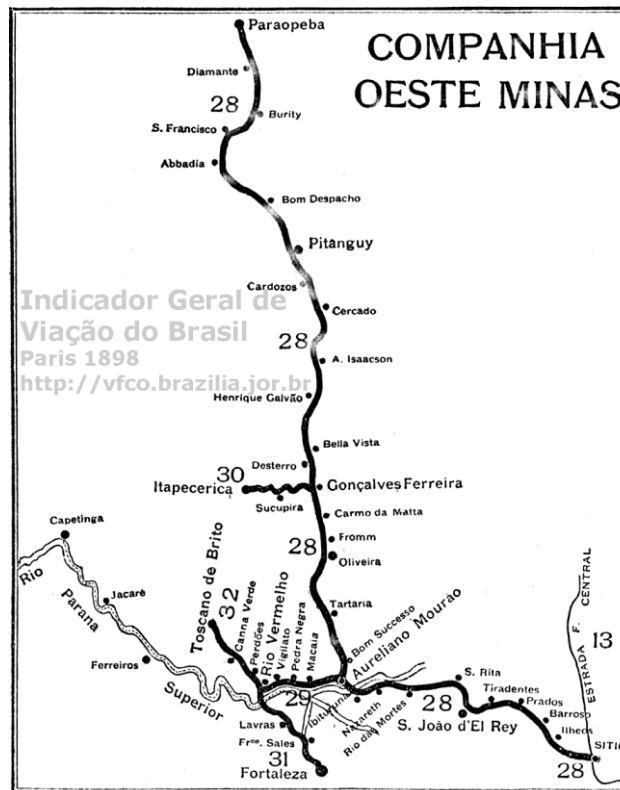 COMPANHIA
OESTE MINAS
Paraopeba
Diamante
28
Burity
S. Francisco
Abbadia
Bom Despacho
Pitanguy
Cardozos
Indicador Geral de
Viação do Brasil
Paris 1898
http://vfco.brazilia.jor.br
Cercado
28
A. Isaacson
Henrique Galvão
Bella Vista
Desterro
30
Itapecerica
Gonçalves Ferreira
Sucupira
Carmo da Matta
Capetinga
28
Fromm
Oliveira
Rio
Parana
Superior
Jacarè
Ferreiros
Toscano de Brito
32
Canna Verde
Perdões
Rio Vermelho
Vigilato
Pedra Negra
Macaia
Tartaria
Bom Successo
Aureliano Mourão
ESTRADA F. CENTRAL
13
29
Ibituruna
Nazareth
Rio das Mortes
28
S. Rita
S. João d'El Rey
Tiradentes
Prados
Barroso
Ilheos
SITIO
28
Lavras
Frco. Sales
31
Fortaleza